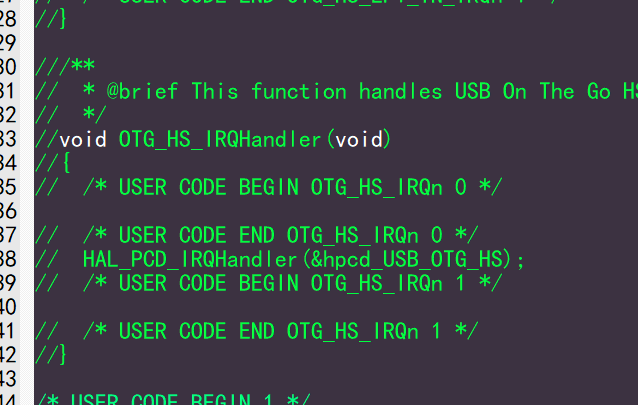 28 //}
29
30 ///**
31 //  * @brief This function handles USB On The Go HS
32 //  */
33 //void OTG_HS_IRQHandler(void)
34 //{
35 //  /* USER CODE BEGIN OTG_HS_IRQn 0 */
36
37 //  /* USER CODE END OTG_HS_IRQn 0 */
38 //  HAL_PCD_IRQHandler(&hpcd_USB_OTG_HS);
39 //  /* USER CODE BEGIN OTG_HS_IRQn 1 */
40
41 //  /* USER CODE END OTG_HS_IRQn 1 */
42 //}
43
44 /* USER CODE BEGIN 1 */